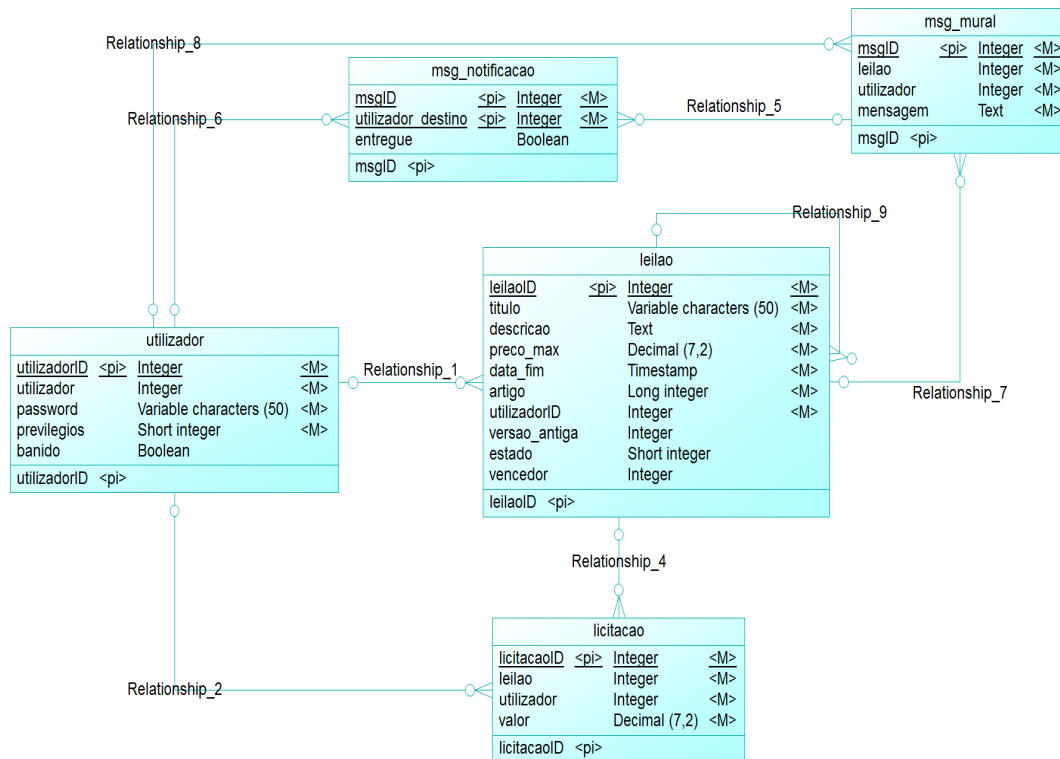 Relationship_8
msg_mural
msgID <pi> Integer <M>
leilao Integer <M>
utilizador Integer <M>
mensagem Text <M>
msgID <pi>
msg_notificacao
msgID <pi> Integer <M>
utilizador_destino <pi> Integer <M>
entregue Boolean
msgID <pi>
Relationship_6
Relationship_5
Relationship_9
leilao
leilaoID <pi> Integer <M>
titulo Variable characters (50) <M>
descricao Text <M>
preco_max Decimal (7,2) <M>
data_fim Timestamp <M>
artigo Long integer <M>
utilizadorID Integer <M>
versao_antiga Integer
estado Short integer
vencedor Integer
leilaoID <pi>
utilizador
utilizadorID <pi> Integer <M>
utilizador Integer <M>
password Variable characters (50) <M>
previlegios Short integer <M>
banido Boolean
utilizadorID <pi>
Relationship_1
Relationship_7
Relationship_4
licitacao
licitacaoID <pi> Integer <M>
leilao Integer <M>
utilizador Integer <M>
valor Decimal (7,2) <M>
licitacaoID <pi>
Relationship_2